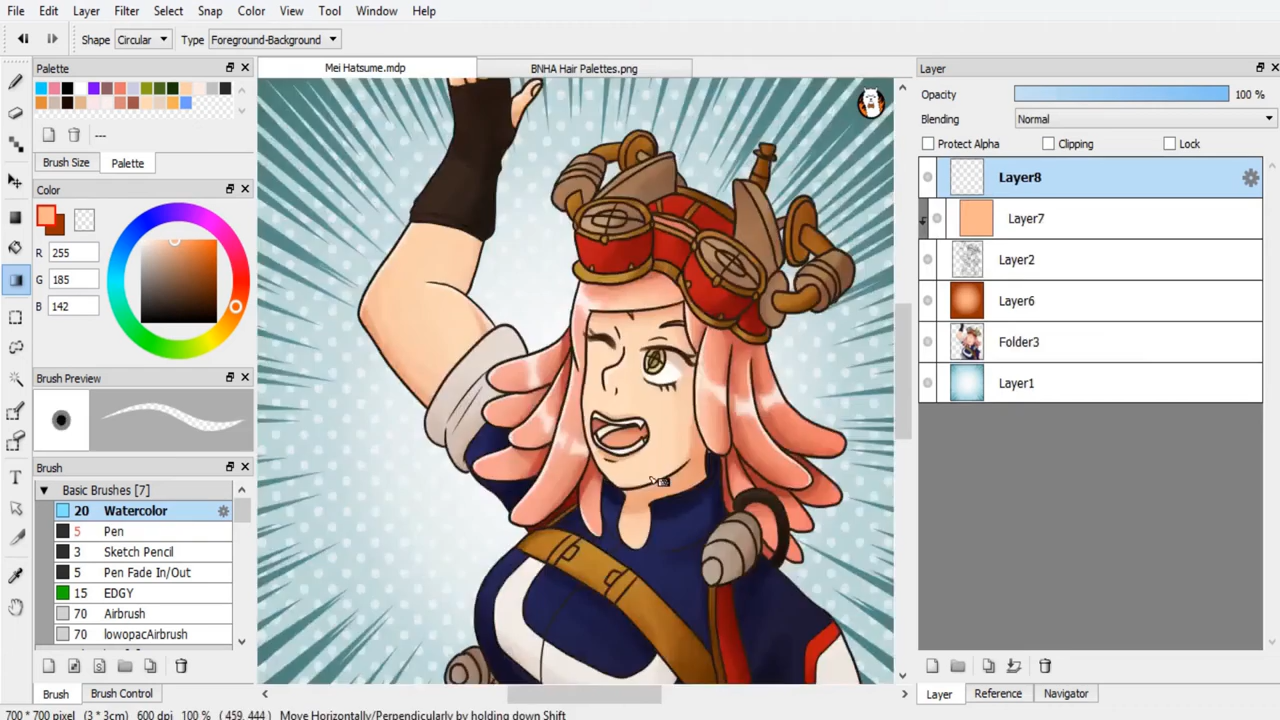 File Edit Layer Filter Select Snap Color View Tool Window Help
Shape Circular Type Foreground-Background
Palette
---
Brush Size Palette
Color
R 255
G 185
B 142
Brush Preview
Brush
Basic Brushes [7]
20 Watercolor
5 Pen
3 Sketch Pencil
5 Pen Fade In/Out
15 EDGY
70 Airbrush
70 lowopacAirbrush
Brush Brush Control
Mei Hatsume.mdp BNHA Hair Palettes.png
Layer
Opacity 100 %
Blending Normal
Protect Alpha Clipping Lock
Layer8
Layer7
Layer2
Layer6
Folder3
Layer1
Layer Reference Navigator
700 * 700 pixel (3 * 3cm) 600 dpi 100 % ( 459, 444 ) Move Horizontally/Perpendicularly by holding down Shift